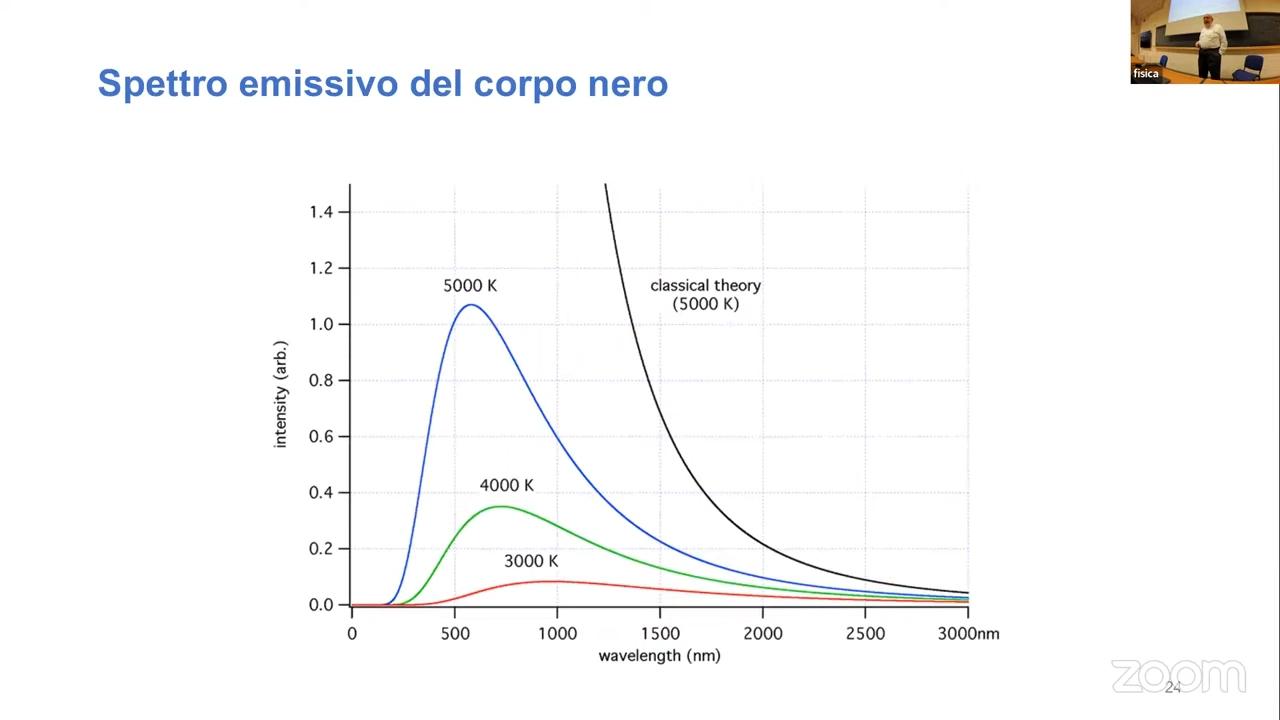 Spettro emissivo del corpo nero
fisica
1.4
1.2
1.0
0.8
0.6
0.4
0.2
0.0
intensity (arb.)
5000 K
4000 K
3000 K
classical theory
(5000 K)
0 500 1000 1500 2000 2500 3000nm
wavelength (nm)
zoom
24